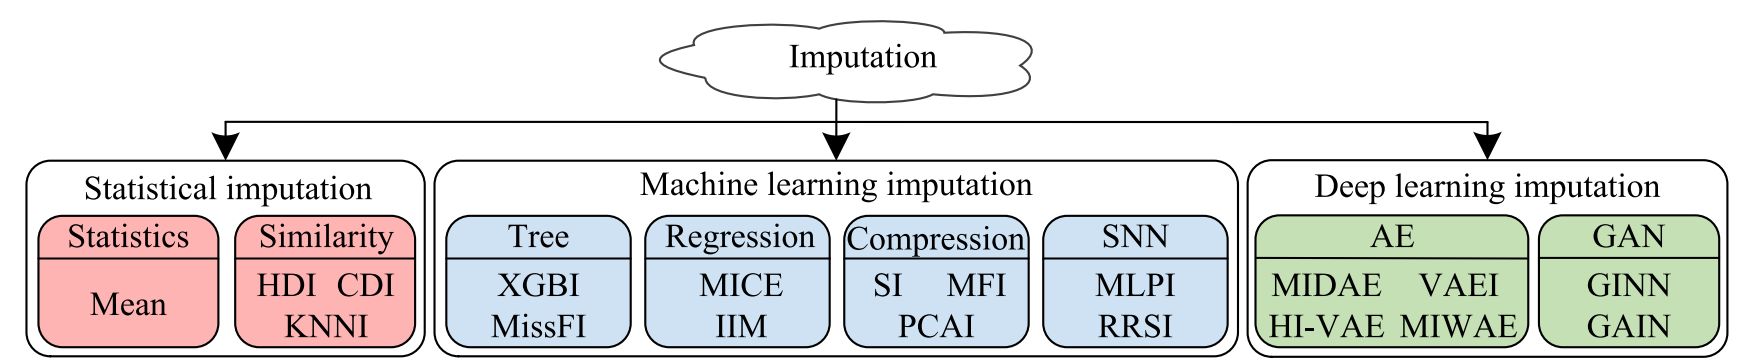 Imputation
Statistical imputation
Statistics
Mean
Similarity
HDI CDI
KNNI
Machine learning imputation
Tree
XGBI
MissFI
Regression
MICE
IIM
Compression
SI MFI
PCAI
SNN
MLPI
RRSI
Deep learning imputation
AE
MIDAE VAEI
HI-VAE MIWAE
GAN
GINN
GAIN